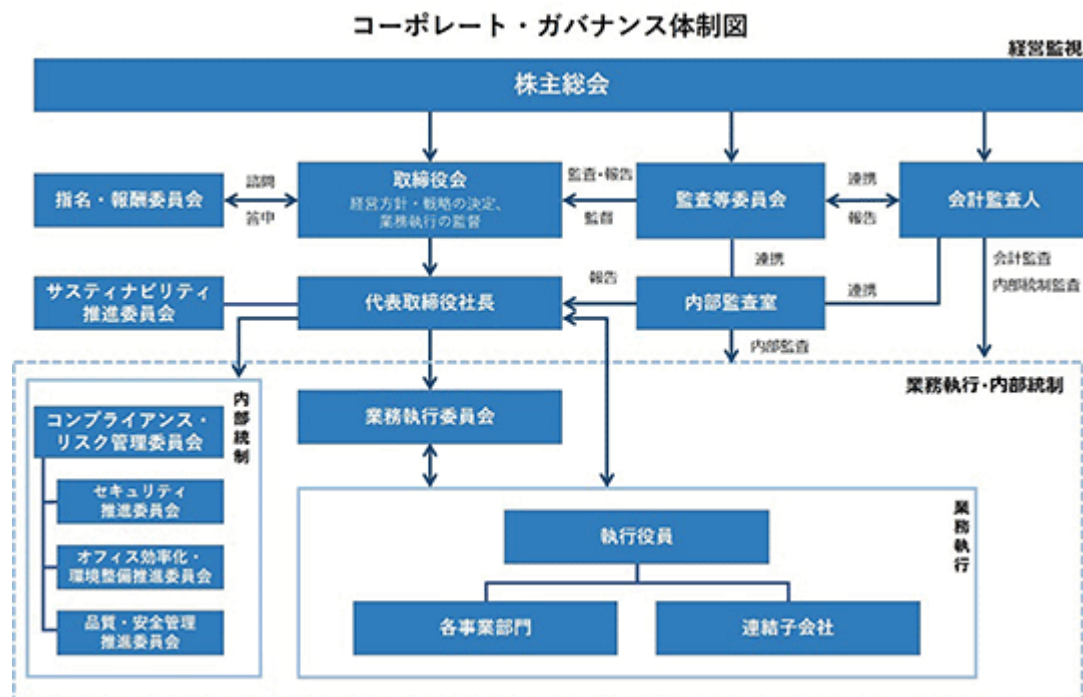 コーポレート・ガバナンス体制図
経営監視
株主総会
指名・報酬委員会
諮問
答申
取締役会
経営方針・戦略の決定、
業務執行の監督
監査・報告
監督
監査等委員会
連携
報告
会計監査人
サスティナビリティ
推進委員会
代表取締役社長
報告
連携
内部監査室
連携
会計監査
内部統制監査
内部監査
業務執行・内部統制
内部統制
コンプライアンス・
リスク管理委員会
セキュリティ
推進委員会
オフィス効率化・
環境整備推進委員会
品質・安全管理
推進委員会
業務執行委員会
業務執行
執行役員
各事業部門
連結子会社